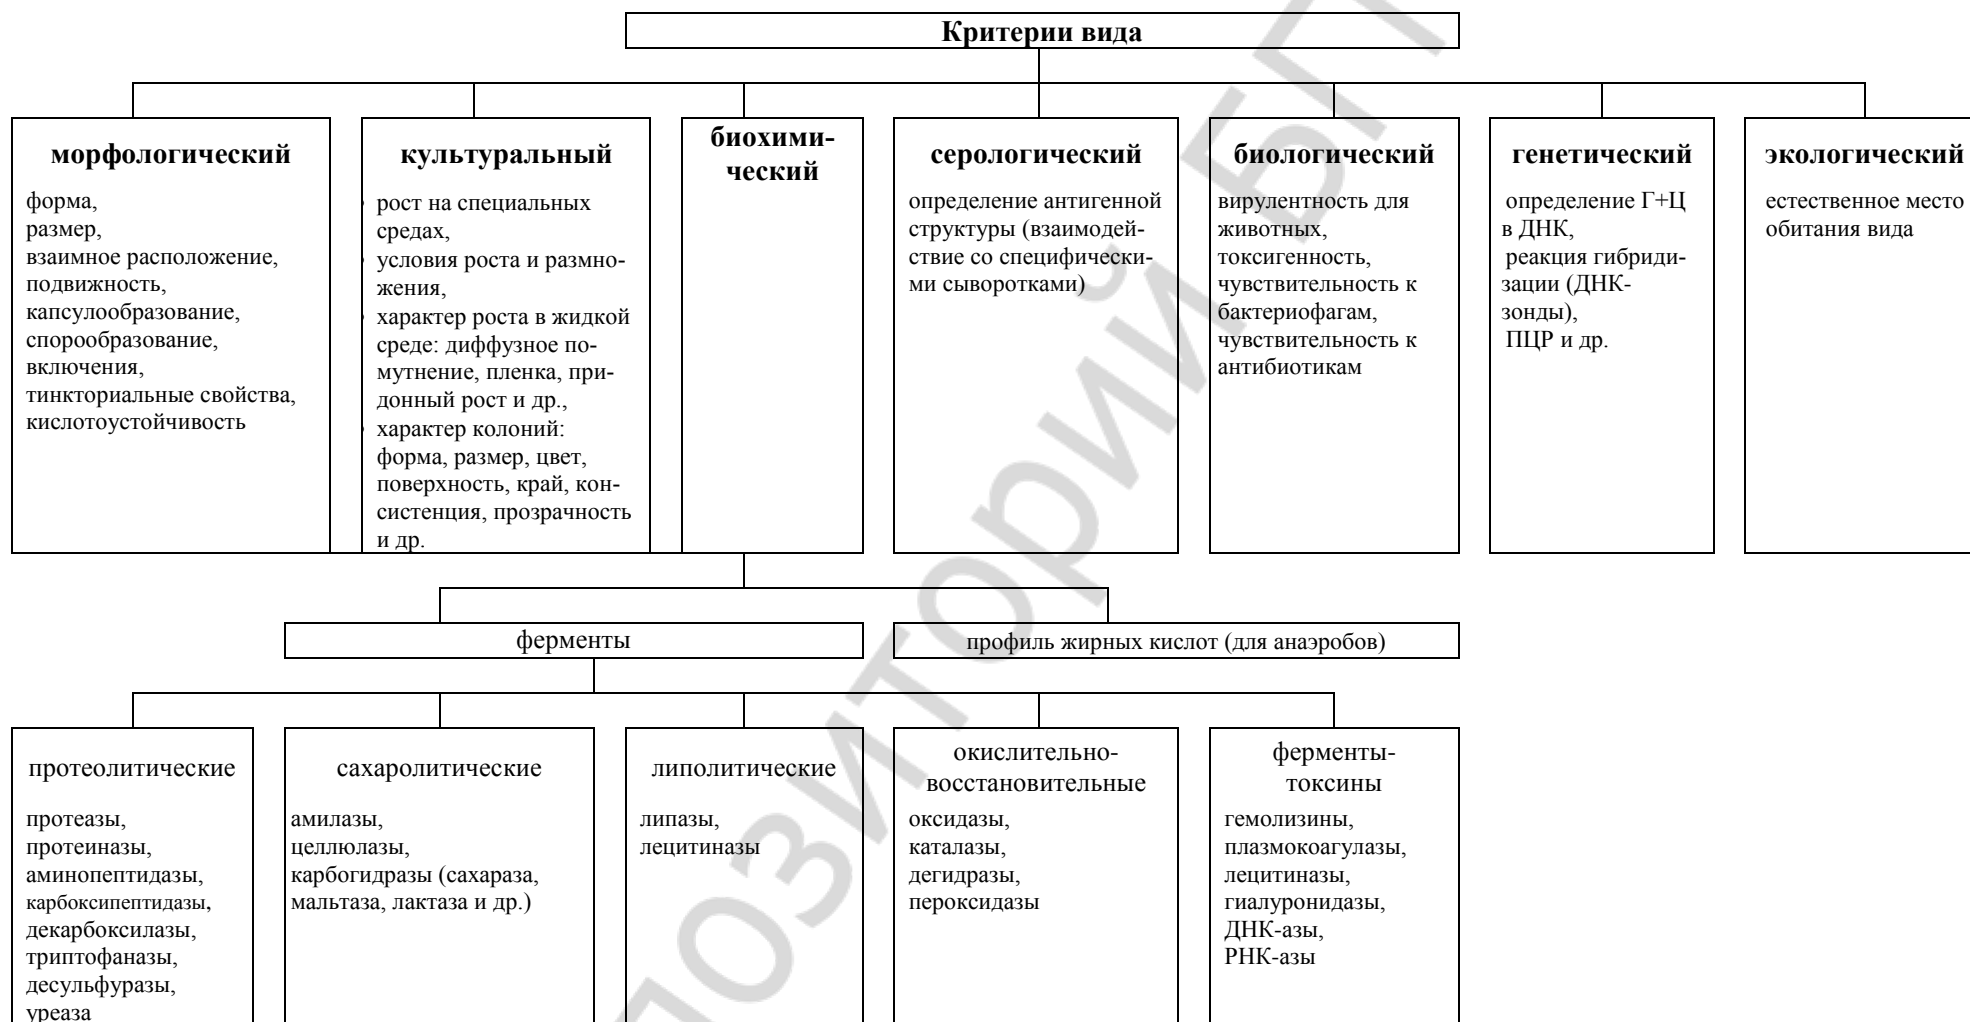 Критерии вида
морфологический
форма,
размер,
взаимное расположение,
подвижность,
капсулообразование,
спорообразование,
включения,
тинкториальные свойства,
кислотоустойчивость
культуральный
рост на специальных
средах,
условия роста и размно-
жения,
характер роста в жидкой
среде: диффузное по-
мутнение, пленка, при-
донный рост и др.,
характер колоний:
форма, размер, цвет,
поверхность, край, кон-
систенция, прозрачность
и др.
биохими-
ческий
серологический
определение антигенной
структуры (взаимодей-
ствие со специфически-
ми сыворотками)
биологический
вирулентность для
животных,
токсигенность,
чувствительность к
бактериофагам,
чувствительность к
антибиотикам
генетический
определение Г+Ц
в ДНК,
реакция гибриди-
зации (ДНК-
зонды),
ПЦР и др.
экологический
естественное место
обитания вида
ферменты
профиль жирных кислот (для анаэробов)
протеолитические
протеазы,
протеиназы,
аминопептидазы,
карбоксипептидазы,
декарбоксилазы,
триптофаназы,
десульфуразы,
уреаза
сахаролитические
амилазы,
целлюлазы,
карбогидразы (сахараза,
мальтаза, лактаза и др.)
липолитические
липазы,
лецитиназы
окислительно-
восстановительные
оксидазы,
каталазы,
дегидразы,
пероксидазы
ферменты-
токсины
гемолизины,
плазмокоагулазы,
лецитиназы,
гиалуронидазы,
ДНК-азы,
РНК-азы